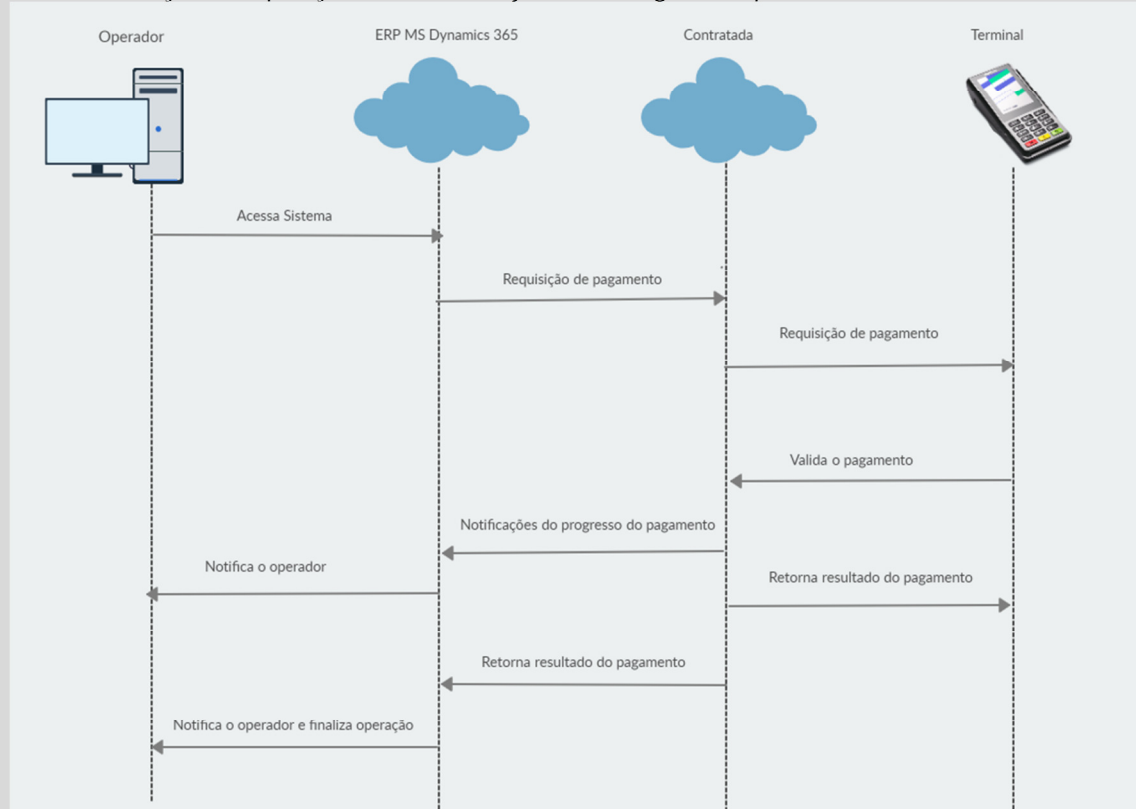 Operador
ERP MS Dynamics 365
Contratada
Terminal
Acessa Sistema
Requisição de pagamento
Requisição de pagamento
Valida o pagamento
Notificações do progresso do pagamento
Notifica o operador
Retorna resultado do pagamento
Retorna resultado do pagamento
Notifica o operador e finaliza operação